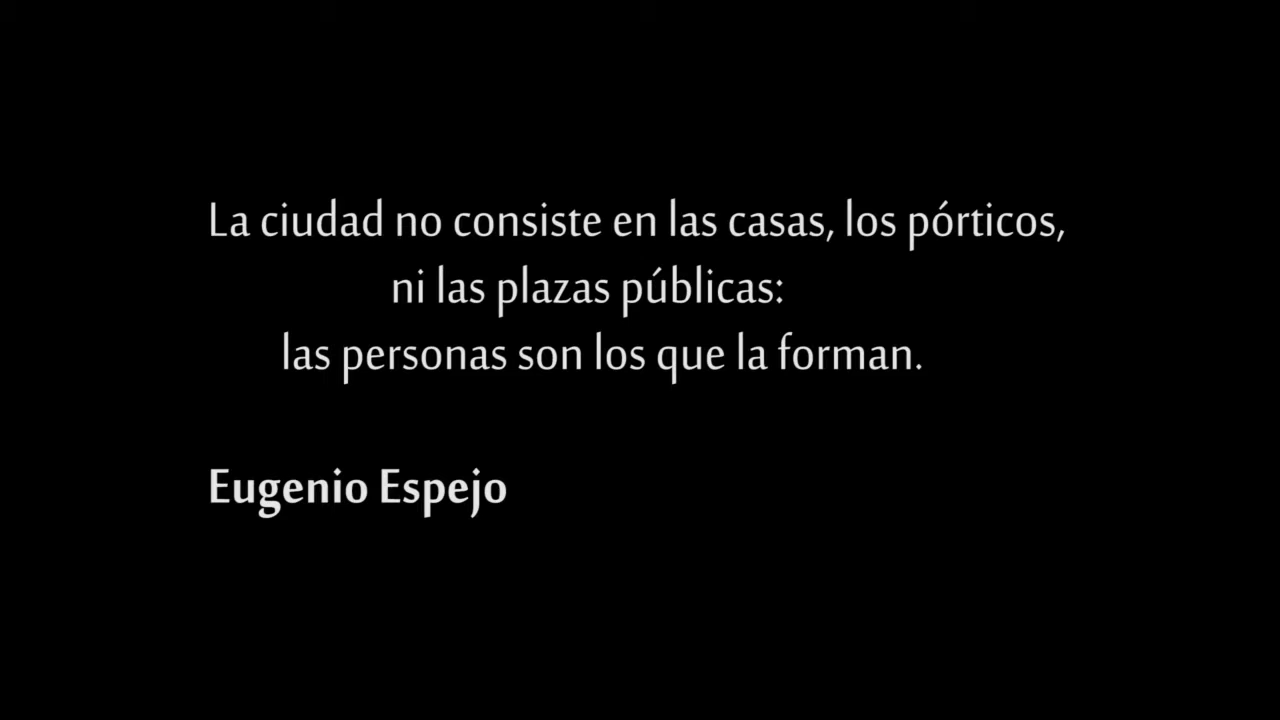 La ciudad no consiste en las casas, los pórticos,
ni las plazas públicas:
las personas son los que la forman.
Eugenio Espejo